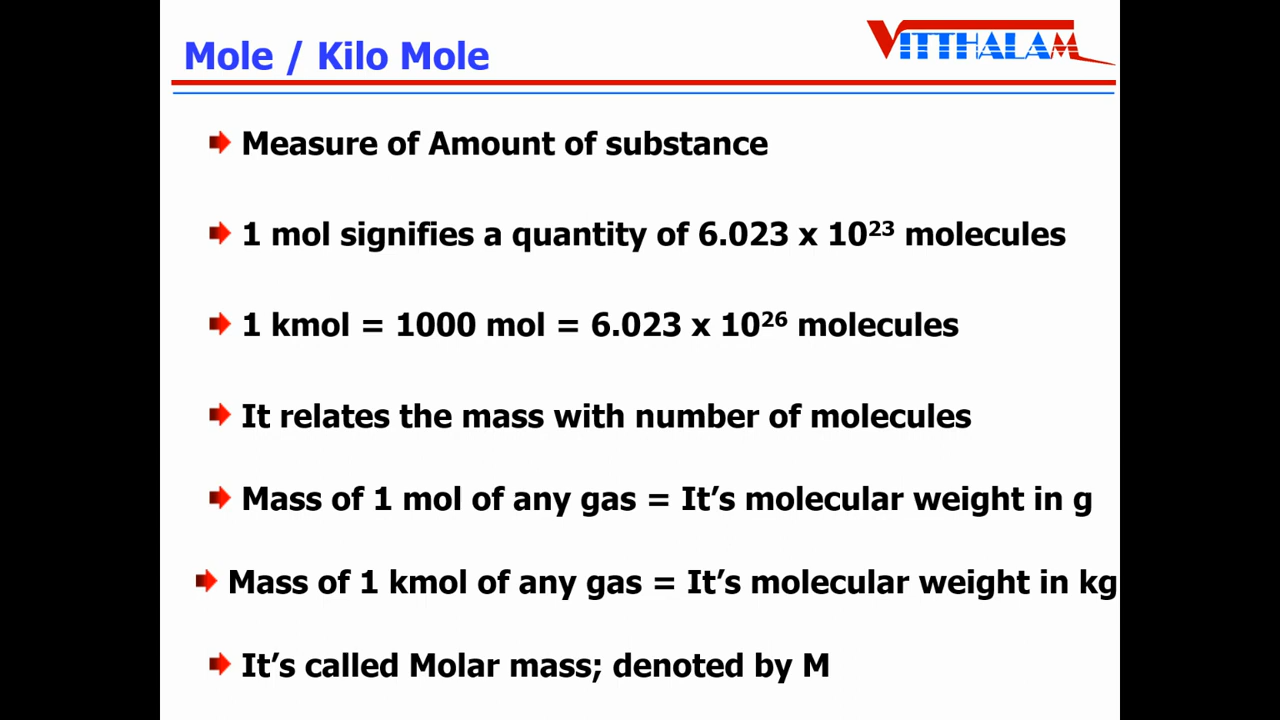 Mole / Kilo Mole
VITTHALAM
Measure of Amount of substance
1 mol signifies a quantity of 6.023 x 10²³ molecules
1 kmol = 1000 mol = 6.023 x 10²⁶ molecules
It relates the mass with number of molecules
Mass of 1 mol of any gas = It’s molecular weight in g
Mass of 1 kmol of any gas = It’s molecular weight in kg
It’s called Molar mass; denoted by M